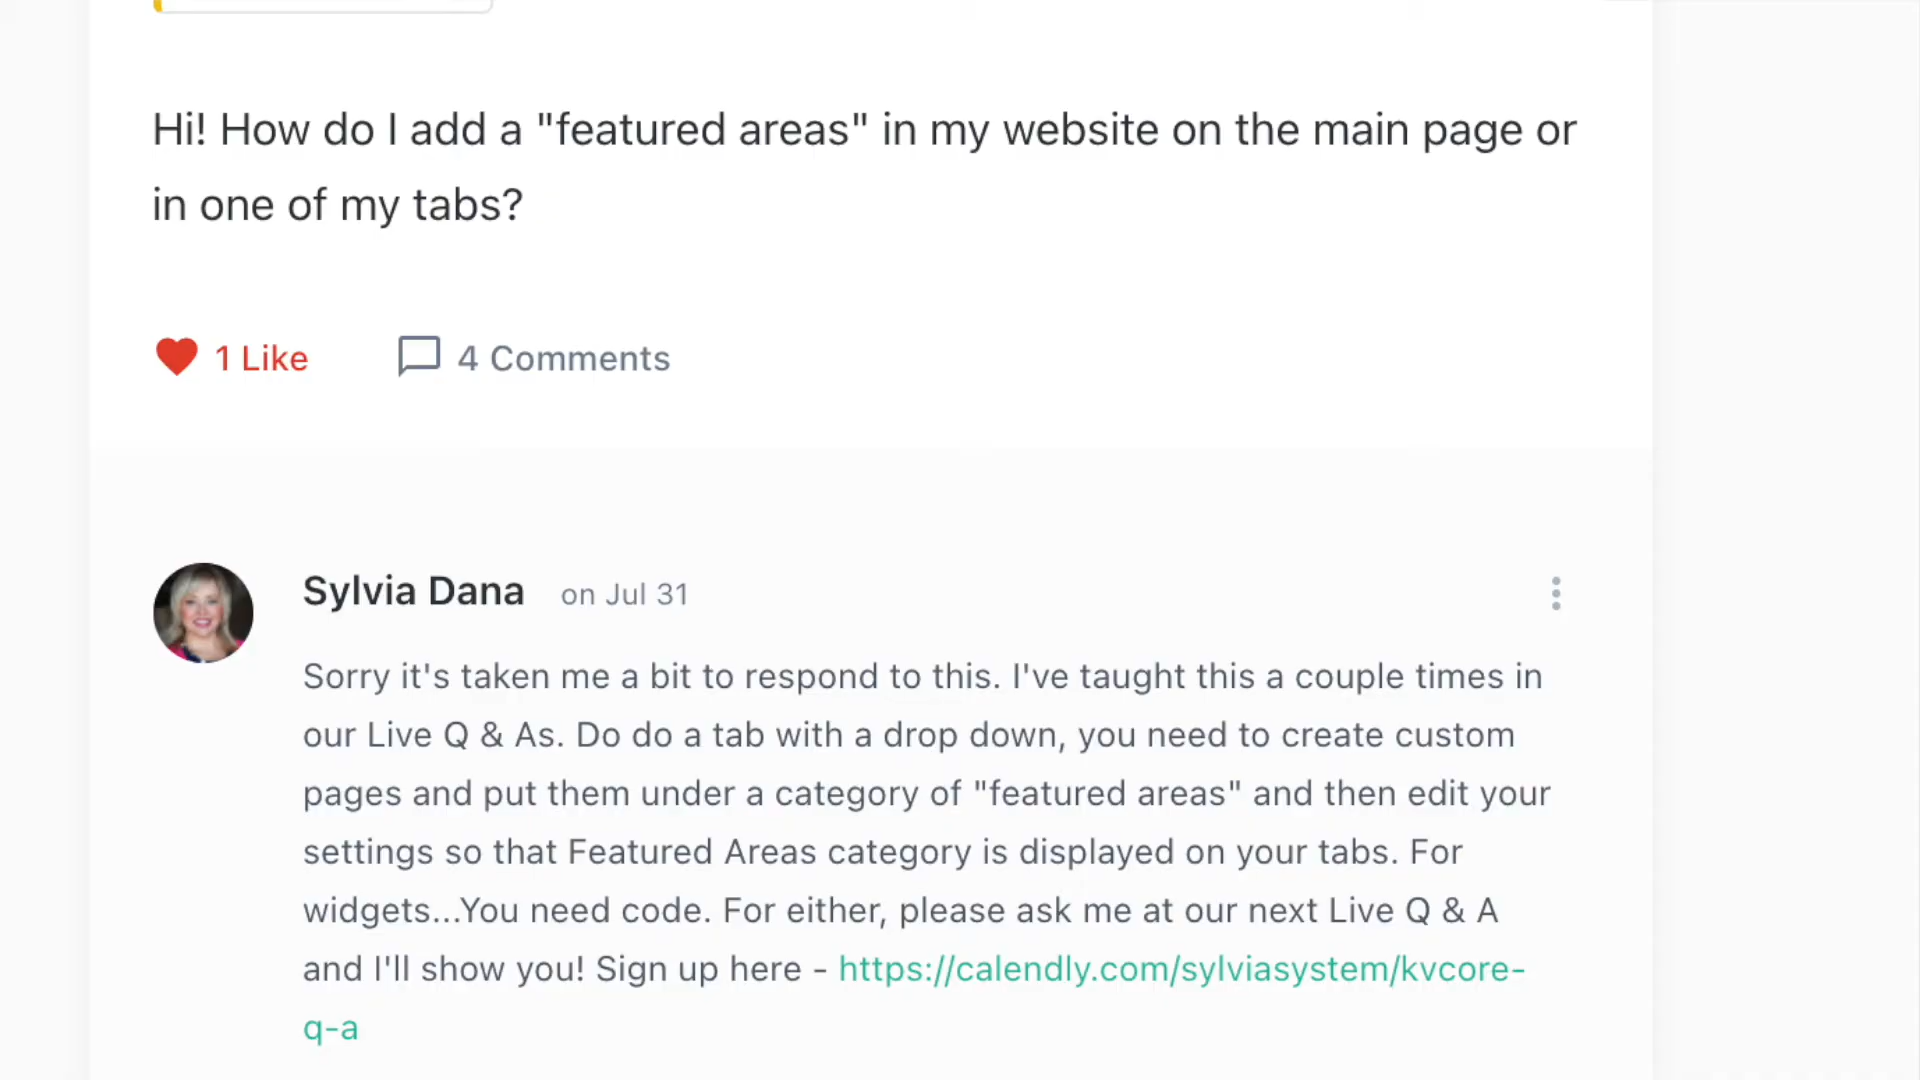 Hi! How do I add a "featured areas" in my website on the main page or
in one of my tabs?
1 Like
4 Comments
Sylvia Dana on Jul 31
Sorry it's taken me a bit to respond to this. I've taught this a couple times in
our Live Q & As. Do do a tab with a drop down, you need to create custom
pages and put them under a category of "featured areas" and then edit your
settings so that Featured Areas category is displayed on your tabs. For
widgets...You need code. For either, please ask me at our next Live Q & A
and I'll show you! Sign up here - https://calendly.com/sylviasystem/kvcore-
q-a